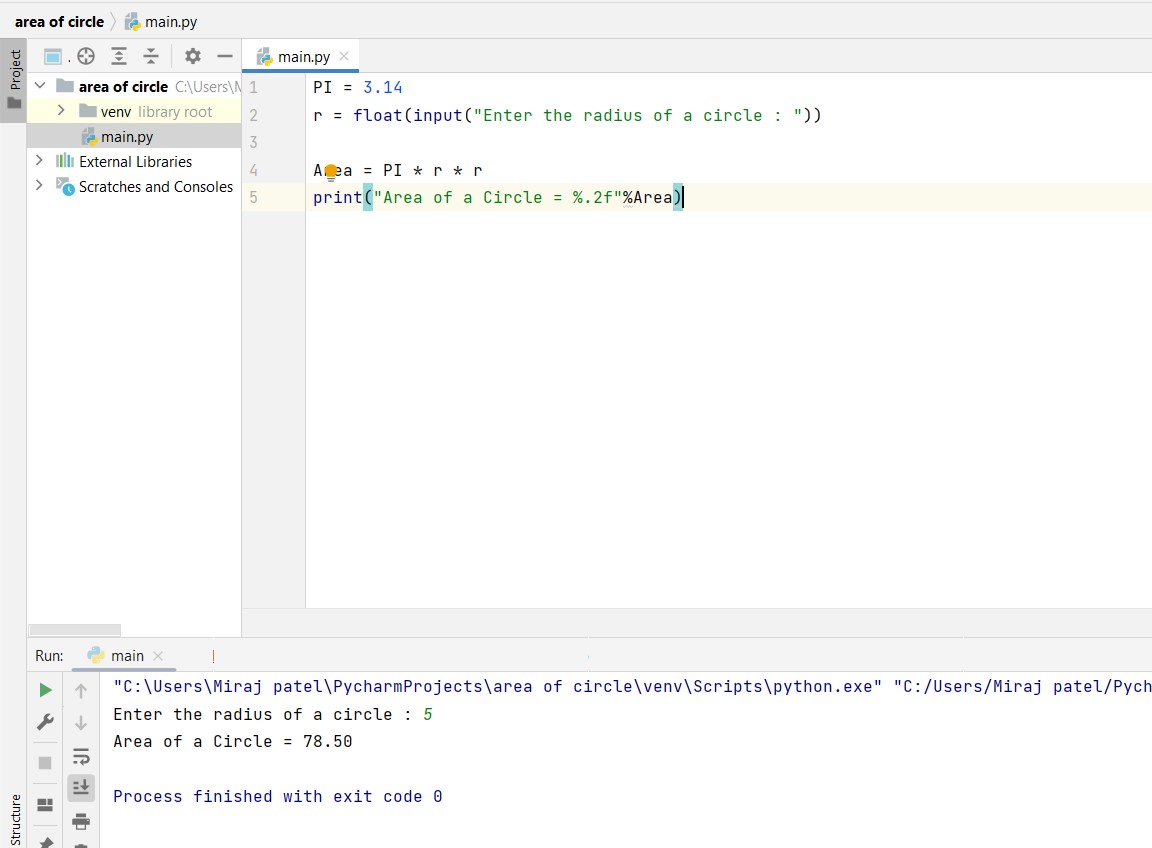 area of circle main.py
Project
main.py
area of circle C:\Users\M
venv library root
main.py
External Libraries
Scratches and Consoles
1 PI = 3.14
2 r = float(input("Enter the radius of a circle : "))
3
4 Area = PI * r * r
5 print("Area of a Circle = %.2f"%Area)
Run: main
"C:\Users\Miraj patel\PycharmProjects\area of circle\venv\Scripts\python.exe" "C:/Users/Miraj patel/Pych
Enter the radius of a circle : 5
Area of a Circle = 78.50
Process finished with exit code 0
Structure